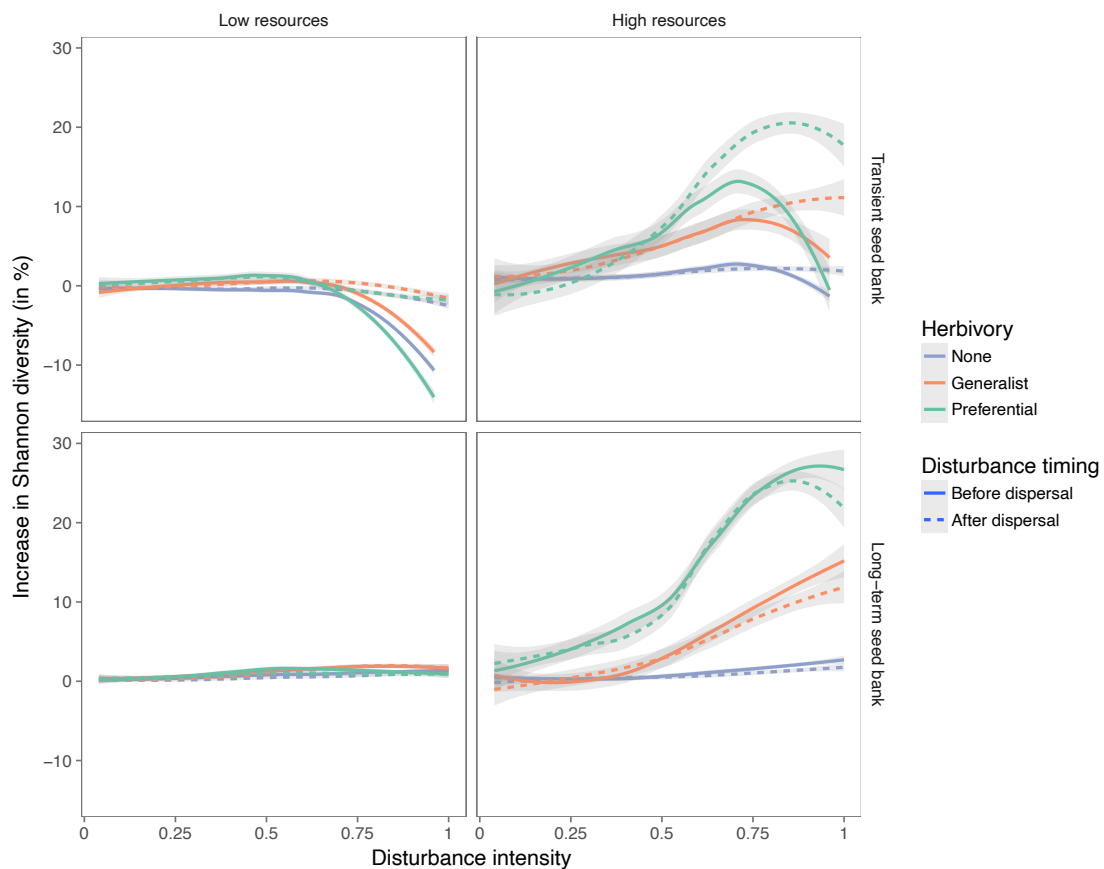 Low resources
High resources
30
20
10
0
−10
Transient seed bank
Increase in Shannon diversity (in %)
30
20
10
0
−10
Long−term seed bank
0
0.25
0.5
0.75
1
0
0.25
0.5
0.75
1
Disturbance intensity
Herbivory
None
Generalist
Preferential
Disturbance timing
Before dispersal
After dispersal